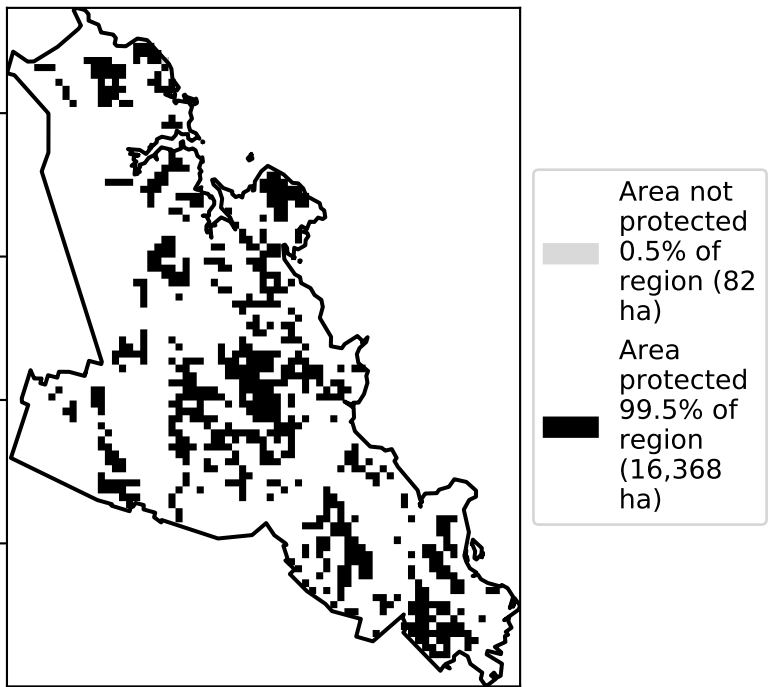 Area not
protected
0.5% of
region (82
ha)
Area
protected
99.5% of
region
(16,368
ha)